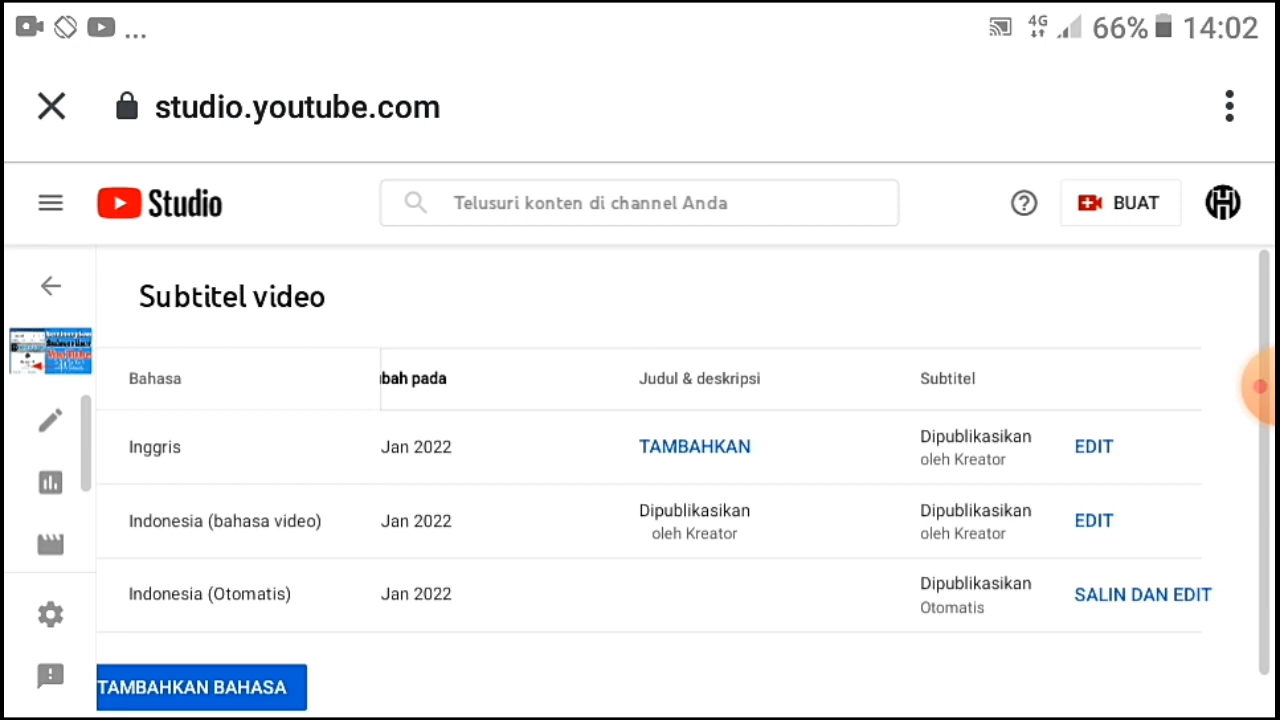 ...
4G 66% 14:02
studio.youtube.com
Studio
Telusuri konten di channel Anda
BUAT
Subtitel video
Bahasa
bah pada
Judul & deskripsi
Subtitel
Inggris
Jan 2022
TAMBAHKAN
Dipublikasikan
oleh Kreator
EDIT
Indonesia (bahasa video)
Jan 2022
Dipublikasikan
oleh Kreator
Dipublikasikan
oleh Kreator
EDIT
Indonesia (Otomatis)
Jan 2022
Dipublikasikan
Otomatis
SALIN DAN EDIT
TAMBAHKAN BAHASA